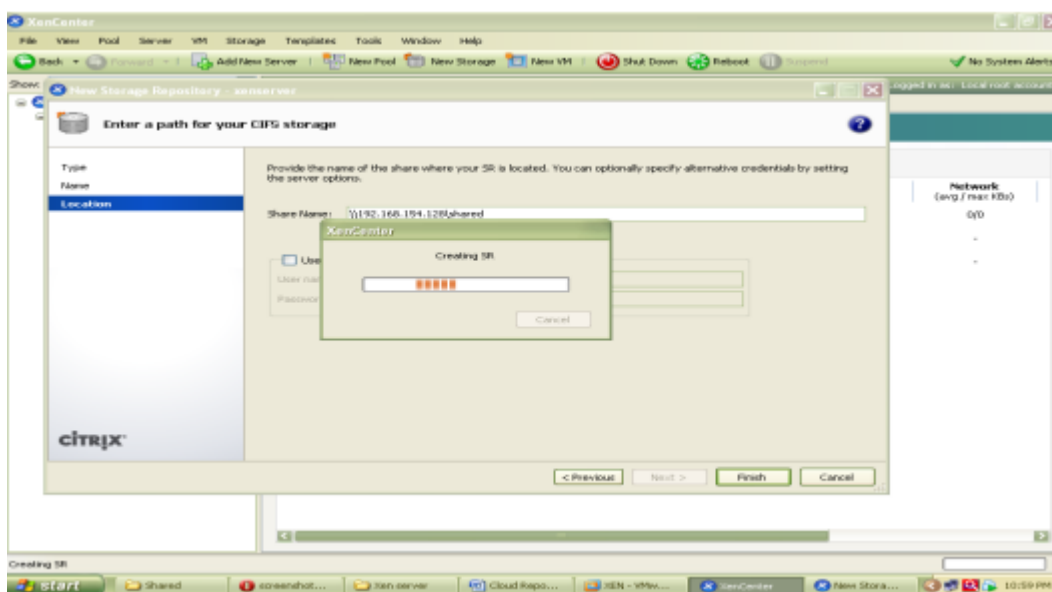 XenCenter
File View Pool Server VM Storage Templates Tools Window Help
Back Forward Add New Server New Pool New Storage New VM Shut Down Reboot Suspend No System Alerts
Show: New Storage Repository - xenserver Logged in as: Local root account
Enter a path for your CIFS storage
Type
Name
Location
Provide the name of the share where your SR is located. You can optionally specify alternative credentials by setting
the server options.
Share Name: \\192.168.194.128\shared
XenCenter
Creating SR
Use
User nam
Passwor
Cancel
Network
(avg / max KBs)
0/0
-
-
CITRIX
< Previous Next > Finish Cancel
Creating SR
start Shared screenshot... Xen server Cloud Repo... XEN - VMw... XenCenter New Stora... 10:59 PM